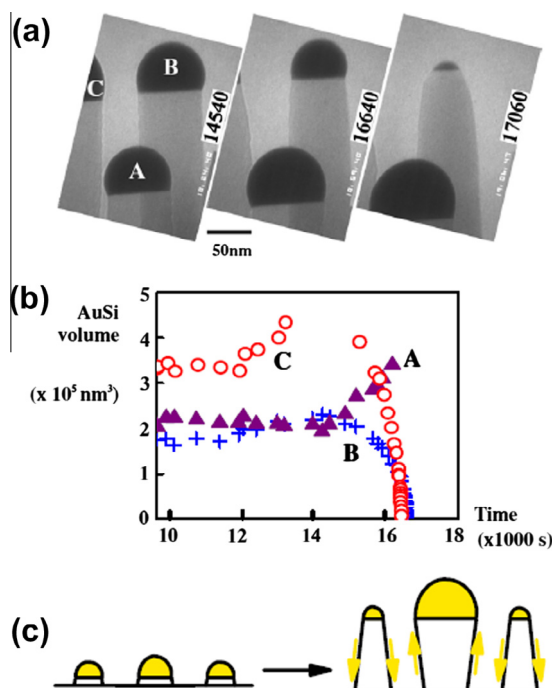 (a)
C
B
A
14540
16640
17060
50nm
(b)
AuSi
volume
(x 10⁵ nm³)
5
4
3
2
1
0
C
A
B
10
12
14
16
18
Time
(x1000 s)
(c)